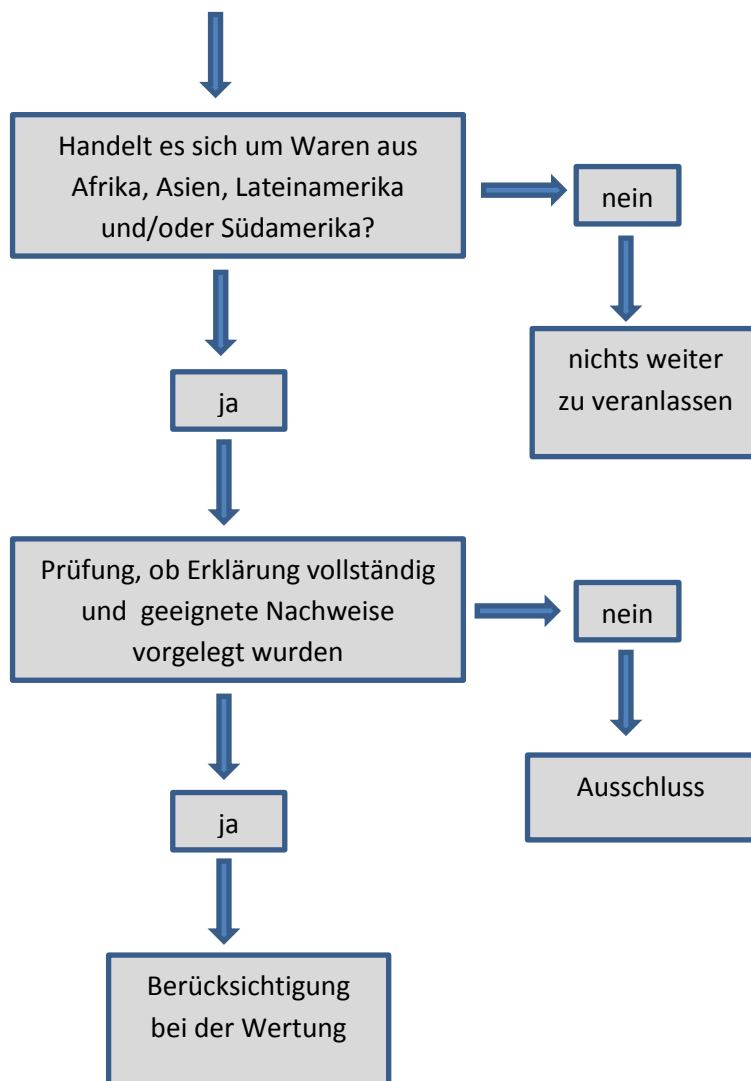 Handelt es sich um Waren aus
Afrika, Asien, Lateinamerika
und/oder Südamerika?
nein
nichts weiter
zu veranlassen
ja
Prüfung, ob Erklärung vollständig
und geeignete Nachweise
vorgelegt wurden
nein
Ausschluss
ja
Berücksichtigung
bei der Wertung